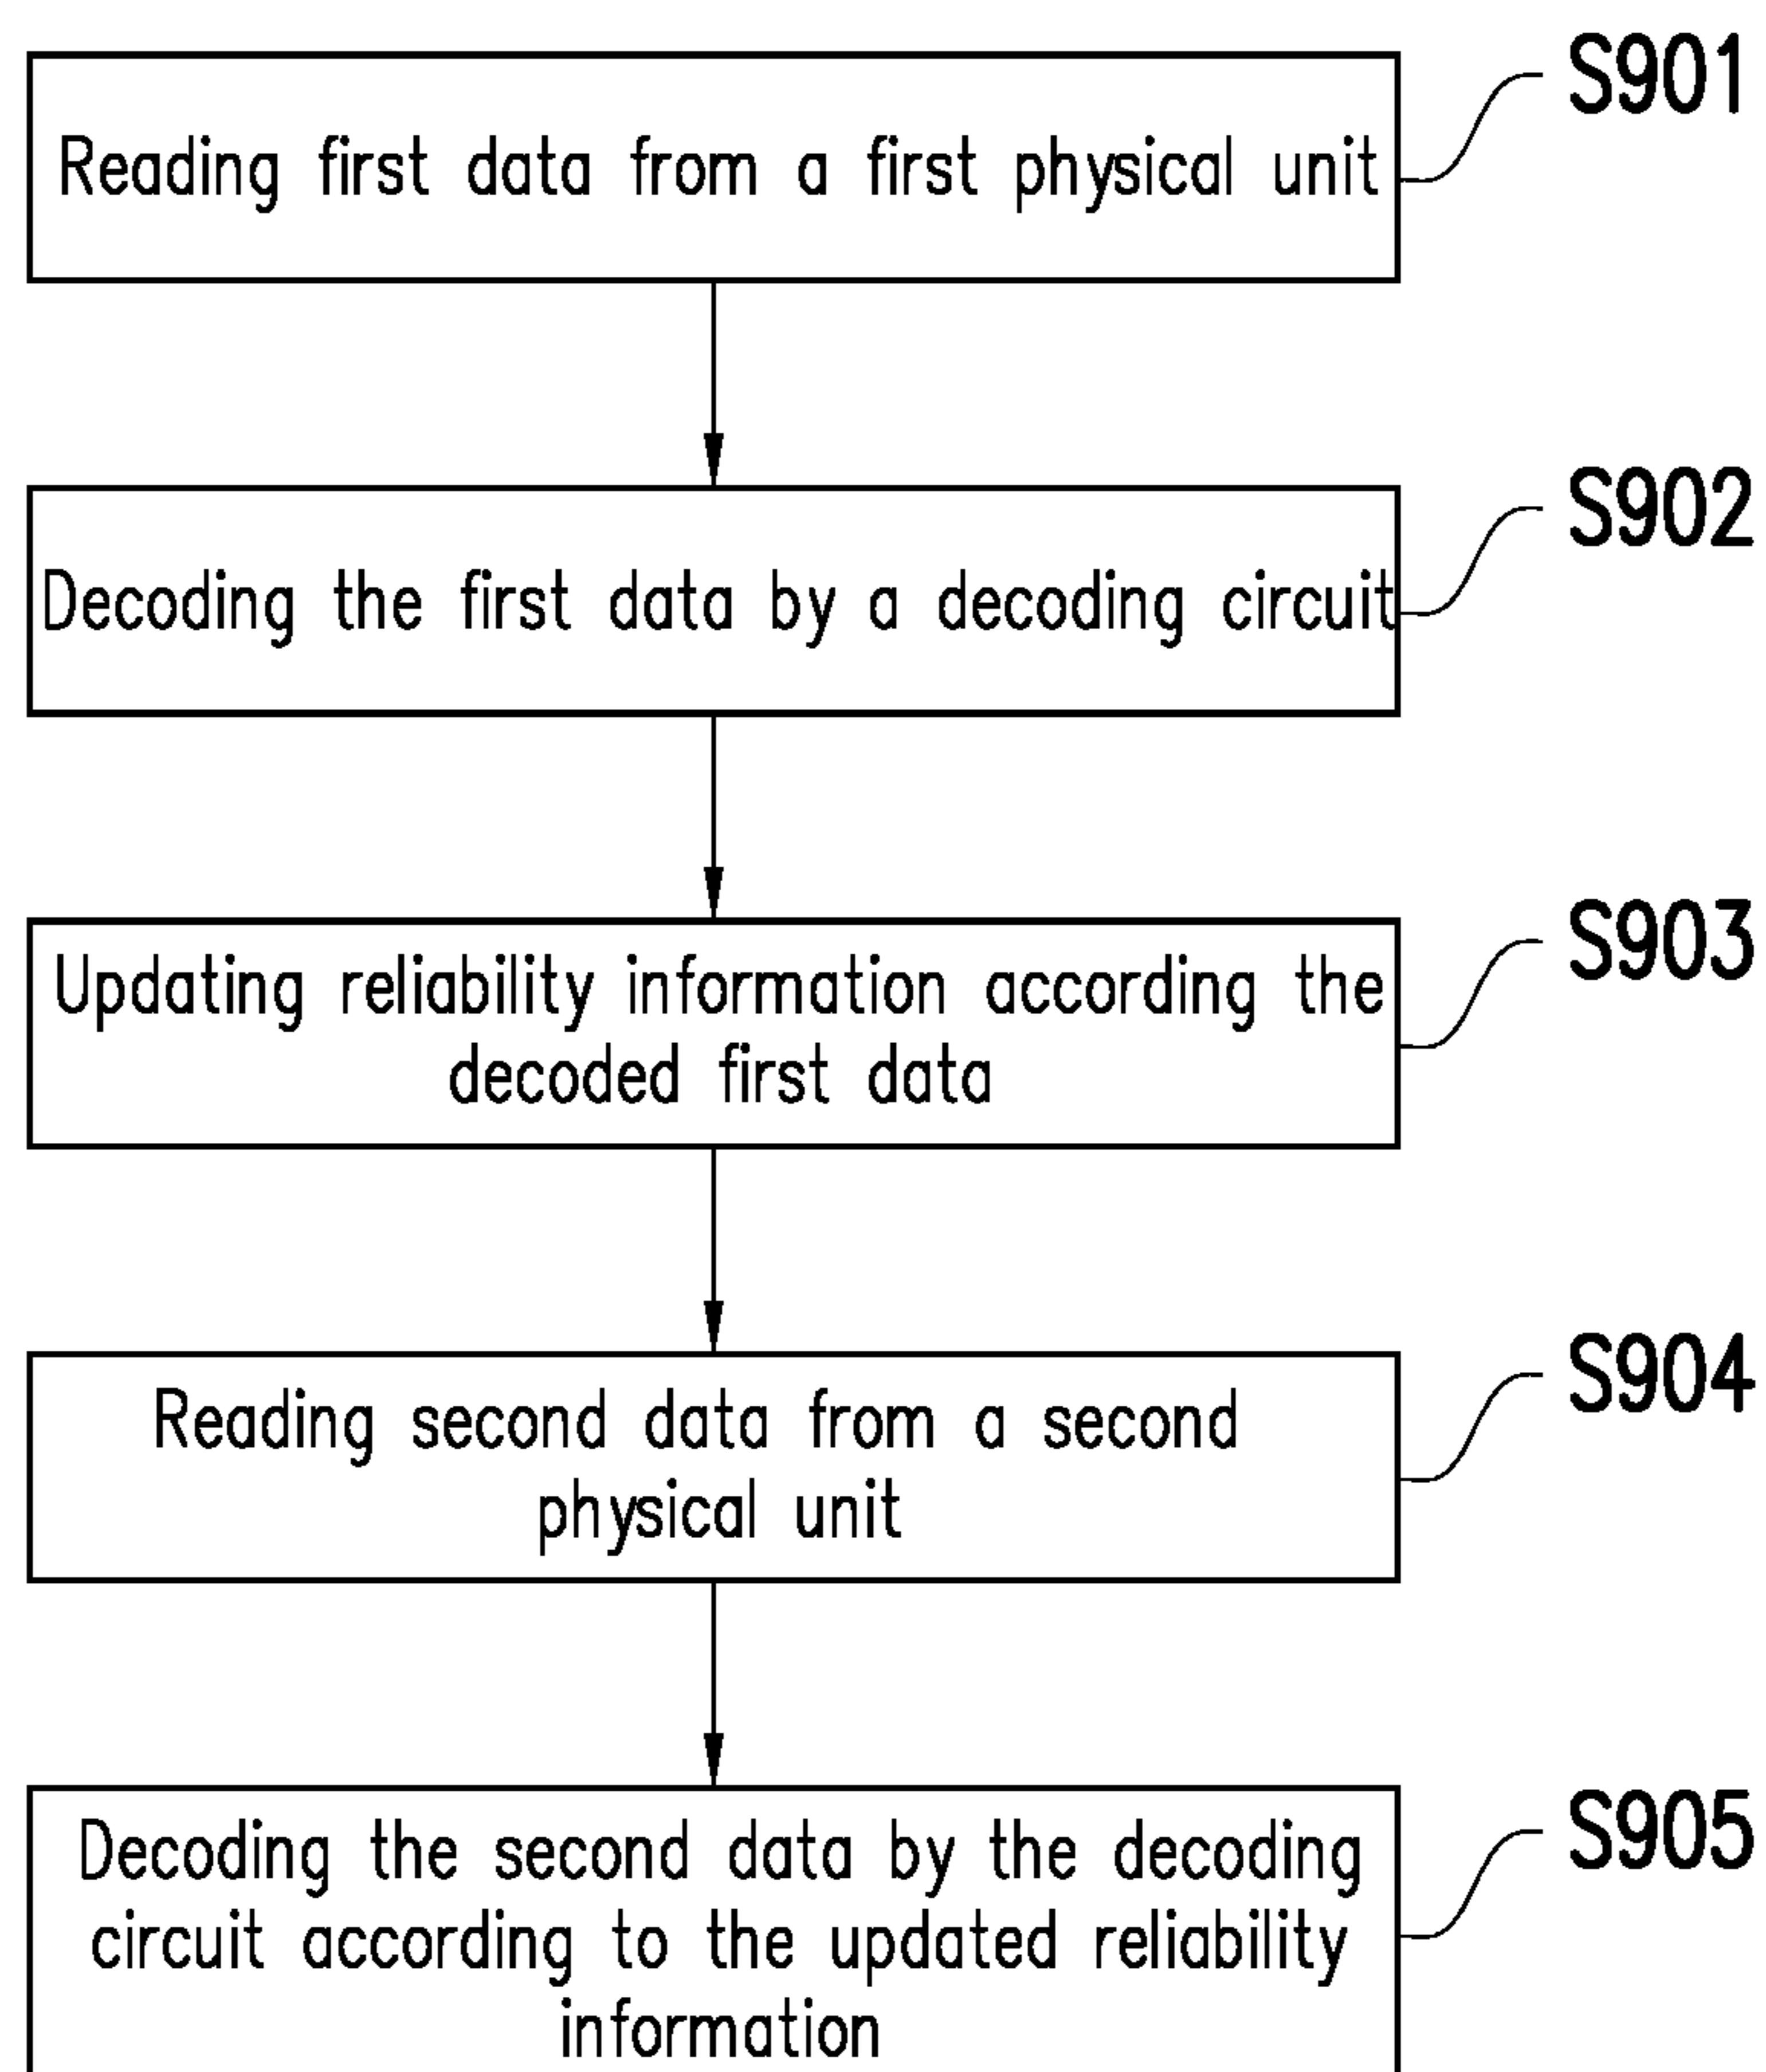 S901
Reading first data from a first physical unit
S902
Decoding the first data by a decoding circuit
S903
Updating reliability information according the
decoded first data
S904
Reading second data from a second
physical unit
S905
Decoding the second data by the decoding
circuit according to the updated reliability
information